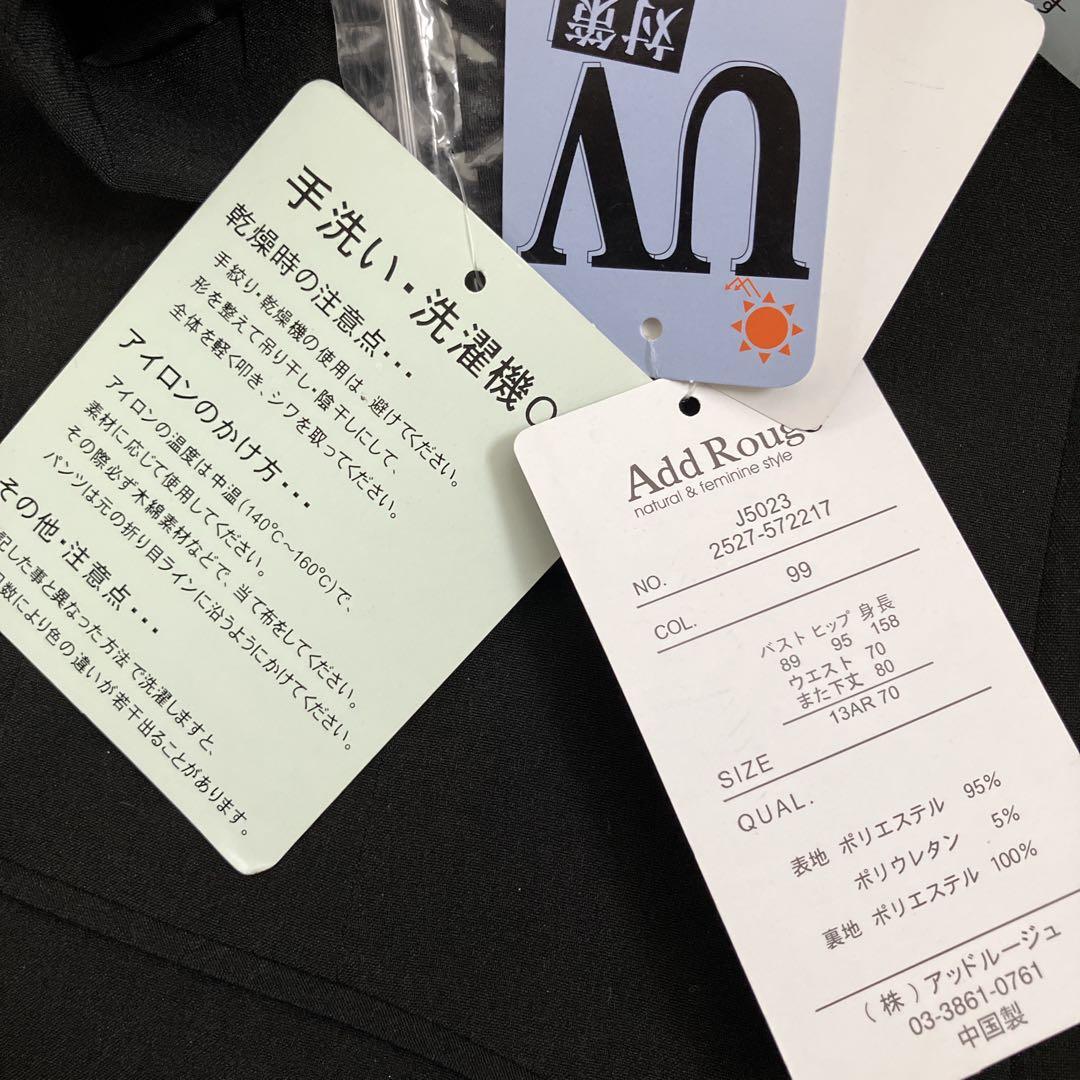 手洗い・洗濯機O
乾燥時の注意点・・
手絞り・乾燥機の使用は、避けてください。
形を整えて吊り干し・陰干しにして、
全体を軽く叩き、シワを取ってください。
アイロンのかけ方・・・
アイロンの温度は中温(140℃～160℃)で、
素材に応じて使用してください。
その際必ず木綿素材などで、当て布をしてください。
パンツは元の折り目ラインに沿うようにかけてください。
その他・注意点・・・
記した事と異なった方法で洗濯しますと、
回数により色の違いが若干出ることがあります。
UV
対策
Add Rouge
natural & feminine style
J5023
NO. 2527-572217
COL. 99
バスト ヒップ 身長
89 95 158
ウエスト 70
また下丈 80
13AR 70
SIZE
QUAL.
表地 ポリエステル 95%
ポリウレタン 5%
裏地 ポリエステル 100%
(株)アッドルージュ
03-3861-0761
中国製
す